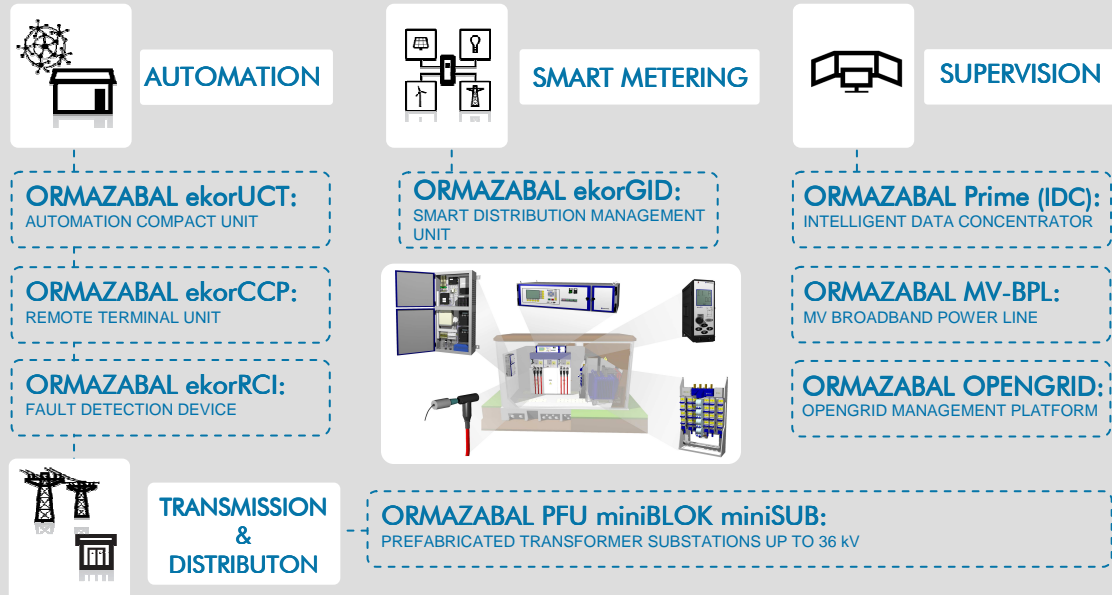 AUTOMATION
SMART METERING
SUPERVISION
ORMAZABAL ekorUCT:
AUTOMATION COMPACT UNIT
ORMAZABAL ekorCCP:
REMOTE TERMINAL UNIT
ORMAZABAL ekorRCI:
FAULT DETECTION DEVICE
ORMAZABAL ekorGID:
SMART DISTRIBUTION MANAGEMENT
UNIT
ORMAZABAL Prime (IDC):
INTELLIGENT DATA CONCENTRATOR
ORMAZABAL MV-BPL:
MV BROADBAND POWER LINE
ORMAZABAL OPENGRID:
OPENGRID MANAGEMENT PLATFORM
TRANSMISSION
&
DISTRIBUTON
ORMAZABAL PFU miniBLOK miniSUB:
PREFABRICATED TRANSFORMER SUBSTATIONS UP TO 36 kV